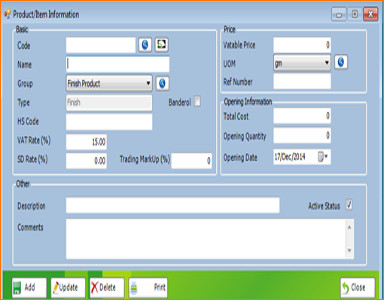 Product/Item Information
Basic
Code
Name
Group Finish Product
Type Finish Banderol
HS Code
VAT Rate (%) 15.00
SD Rate (%) 0.00 Trading MarkUp (%) 0
Price
Vatable Price 0
UOM gm
Ref Number
Opening Information
Total Cost 0
Opening Quantity 0
Opening Date 17/Dec/2014
Other
Description Active Status
Comments
Add Update Delete Print Close